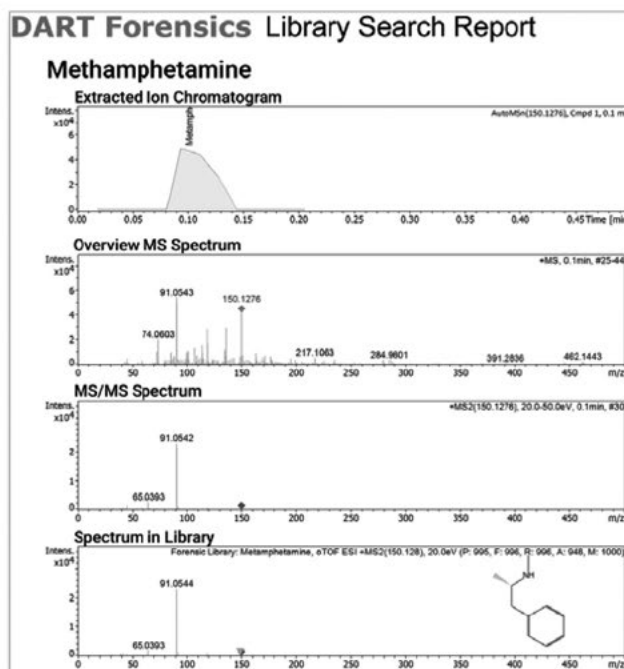 DART Forensics Library Search Report
Methamphetamine
Extracted Ion Chromatogram
Intens.
x10⁴
AutoMSn(150.1276), Cmpd 1, 0.1 m
Metamph
6
4
2
0
0.00 0.05 0.10 0.15 0.20 0.25 0.30 0.35 0.40 0.45 Time [min
Overview MS Spectrum
Intens.
x10⁴
+MS, 0.1min, #25-44
6
91.0543
150.1276
4
74.0603
2
217.1063 284.9601 391.2836 462.1443
0
0 50 100 150 200 250 300 350 400 450 m/z
MS/MS Spectrum
Intens.
x10⁴
+MS2(150.1276), 20.0-50.0eV, 0.1min, #30
91.0542
2
65.0393
0
0 50 100 150 200 250 300 350 400 450 m/z
Spectrum in Library
Intens.
x10⁴
Forensic Library: Metamphetamine, oTOF ESI +MS2(150.128), 20.0eV (P: 995, F: 996, R: 996, A: 948, M: 1000)
91.0544
NH
2
65.0393
0
0 50 100 150 200 250 300 350 400 450 m/z